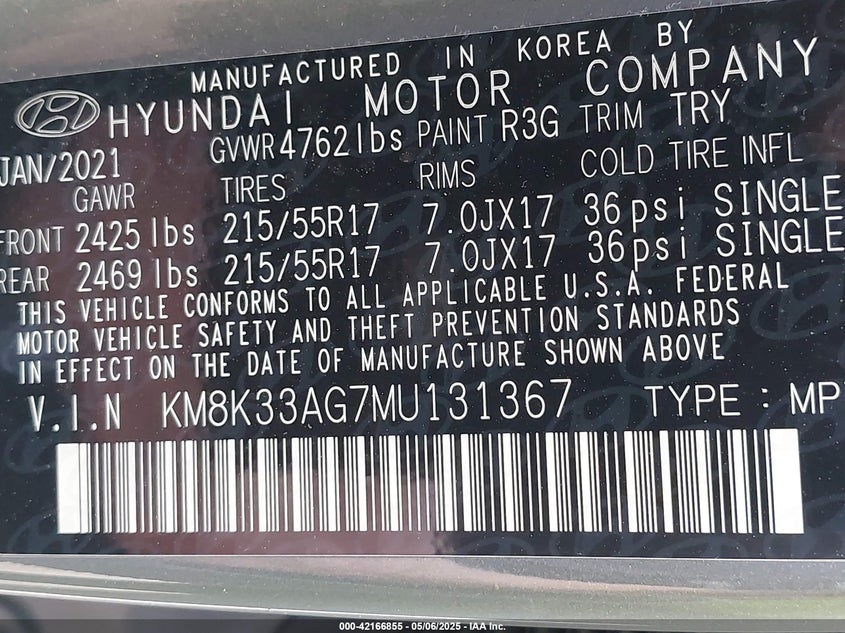 MANUFACTURED IN KOREA BY
HYUNDAI MOTOR COMPANY
JAN/2021 GVWR 4762lbs PAINT R3G TRIM TRY
GAWR TIRES RIMS COLD TIRE INFL
FRONT 2425 lbs 215/55R17 7.0JX17 36psi SINGLE
REAR 2469 lbs 215/55R17 7.0JX17 36psi SINGLE
THIS VEHICLE CONFORMS TO ALL APPLICABLE U.S.A. FEDERAL
MOTOR VEHICLE SAFETY AND THEFT PREVENTION STANDARDS
IN EFFECT ON THE DATE OF MANUFACTURE SHOWN ABOVE
V.I.N KM8K33AG7MU131367 TYPE : MP
000-42166855 - 05/06/2025 - IAA Inc.